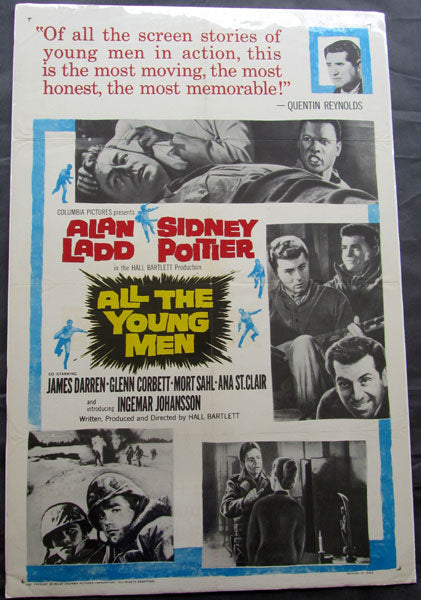 "Of all the screen stories of
young men in action, this
is the most moving, the most
honest, the most memorable!"
— QUENTIN REYNOLDS
COLUMBIA PICTURES presents
ALAN LADD
SIDNEY POITIER
in the HALL BARTLETT Production
ALL THE
YOUNG
MEN
CO-STARRING
JAMES DARREN · GLENN CORBETT · MORT SAHL · ANA ST. CLAIR
and introducing INGEMAR JOHANSSON
Written, Produced and Directed by HALL BARTLETT